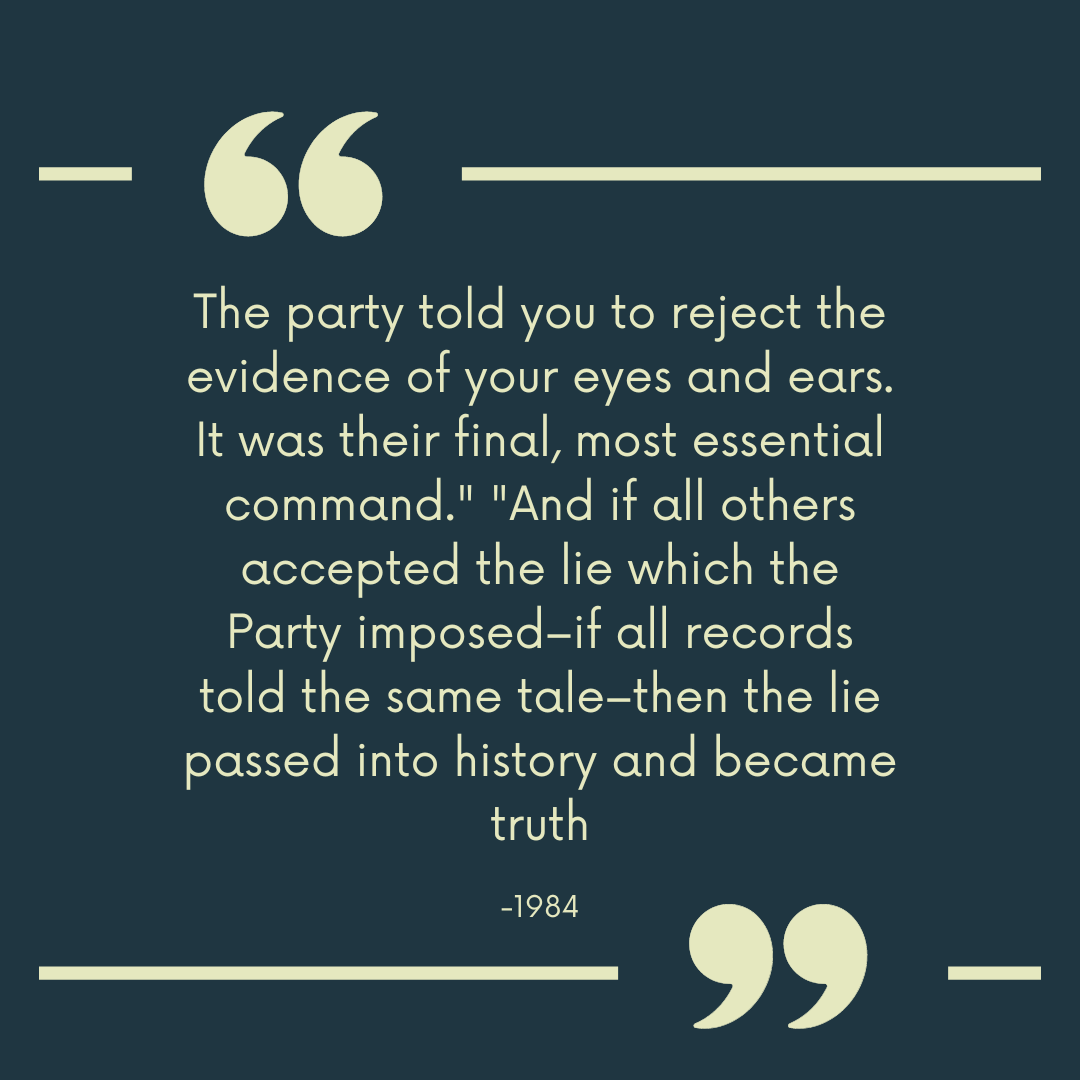 “
The party told you to reject the
evidence of your eyes and ears.
It was their final, most essential
command." "And if all others
accepted the lie which the
Party imposed–if all records
told the same tale–then the lie
passed into history and became
truth
-1984
”